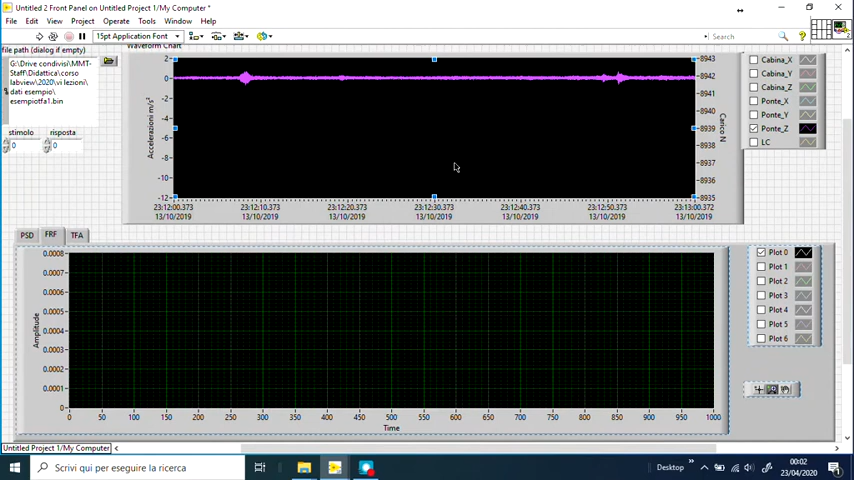 Untitled 2 Front Panel on Untitled Project 1/My Computer *
File Edit View Project Operate Tools Window Help
15pt Application Font
file path (dialog if empty)
G:\Drive condivisi\MMT-
Staff\Didattica\corso
labview\2020\vi lezioni\
dati esempio\
esempiotfa1.bin
stimolo risposta
0 0
Waveform Chart
Accelerazioni m/s²
2
0
-2
-4
-6
-8
-10
-12
8943
8942
8941
8940
8939
8938
8937
8936
8935
Carico N
23:12:00.373 23:12:10.373 23:12:20.373 23:12:30.373 23:12:40.373 23:12:50.373 23:13:00.372
13/10/2019 13/10/2019 13/10/2019 13/10/2019 13/10/2019 13/10/2019 13/10/2019
Cabina_X
Cabina_Y
Cabina_Z
Ponte_X
Ponte_Y
Ponte_Z
LC
PSD FRF TFA
Amplitude
0.0008
0.0007
0.0006
0.0005
0.0004
0.0003
0.0002
0.0001
0
0 50 100 150 200 250 300 350 400 450 500 550 600 650 700 750 800 850 900 950 1000
Time
Plot 0
Plot 1
Plot 2
Plot 3
Plot 4
Plot 5
Plot 6
Untitled Project 1/My Computer
Scrivi qui per eseguire la ricerca
Desktop
00:02
23/04/2020